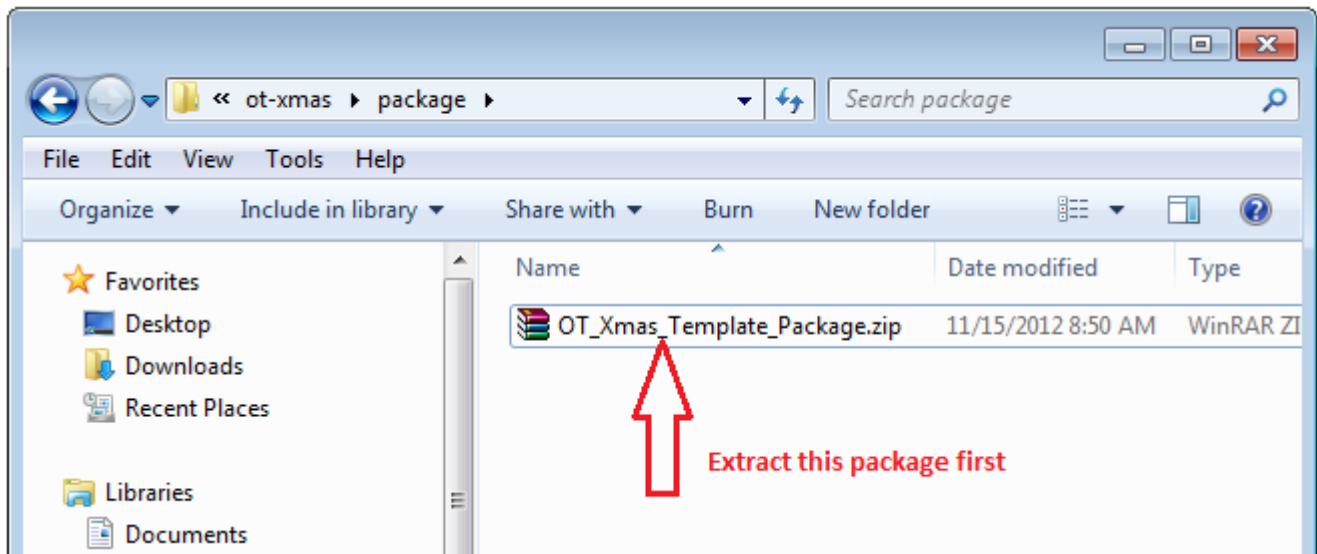 « ot-xmas package
Search package
File Edit View Tools Help
Organize Include in library Share with Burn New folder
Name Date modified Type
Favorites
OT_Xmas_Template_Package.zip 11/15/2012 8:50 AM WinRAR ZI
Desktop
Downloads
Recent Places
Extract this package first
Libraries
Documents